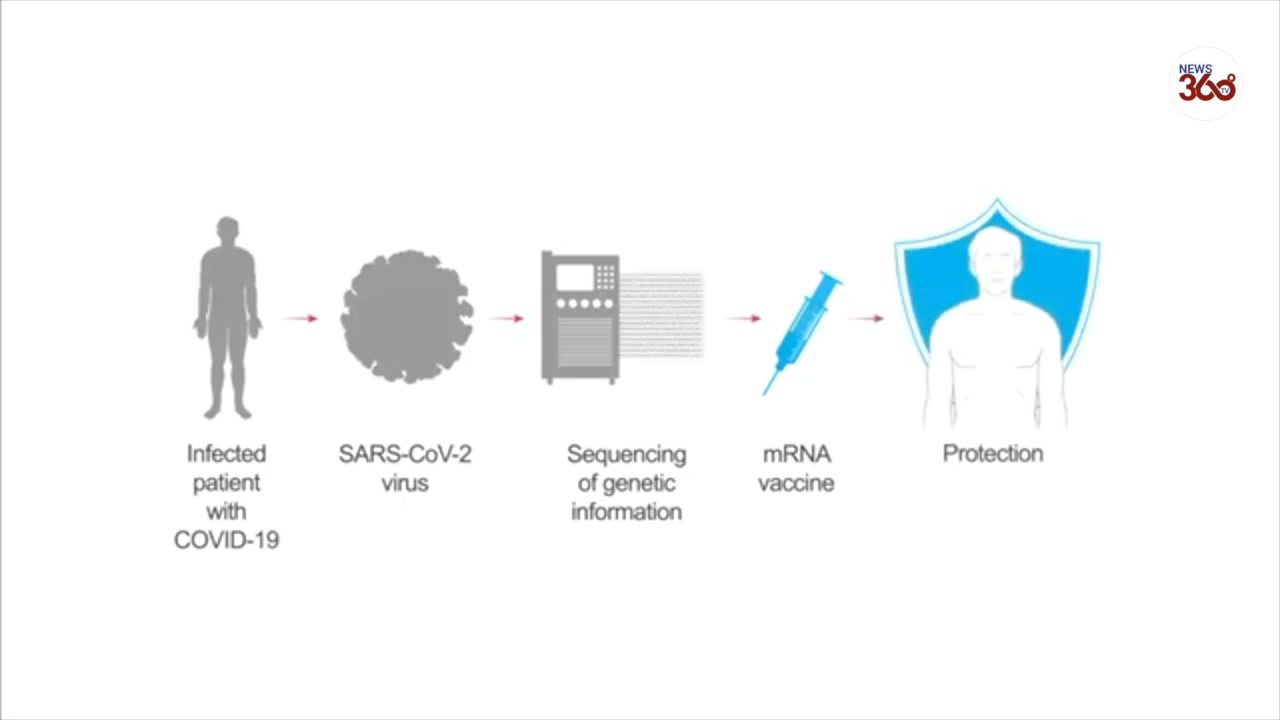 NEWS
360°
TV
Infected
patient
with
COVID-19
SARS-CoV-2
virus
Sequencing
of genetic
information
mRNA
vaccine
Protection